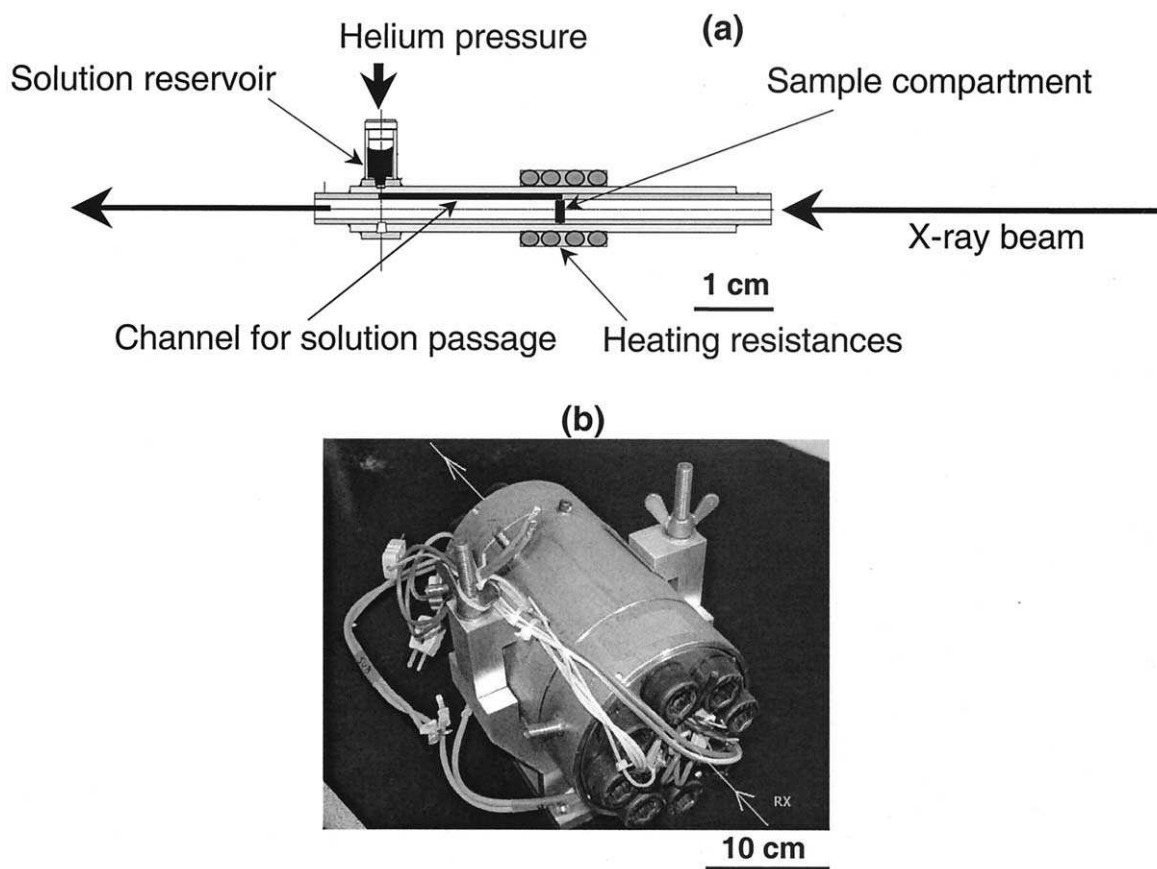 Helium pressure
(a)
Solution reservoir
Sample compartment
X-ray beam
1 cm
Channel for solution passage
Heating resistances
(b)
RX
10 cm